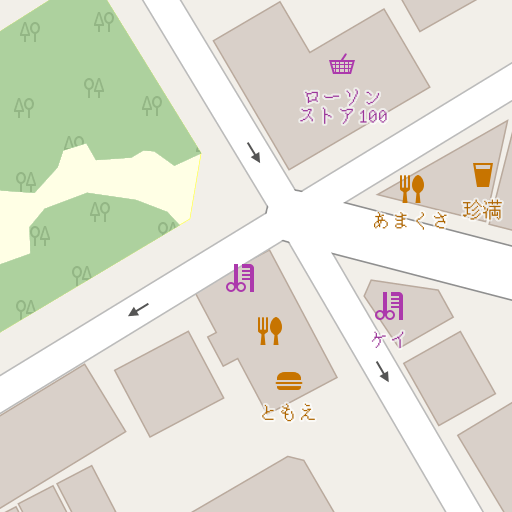 ローソン
ストア100
あまくさ
珍満
ケイ
ともえ